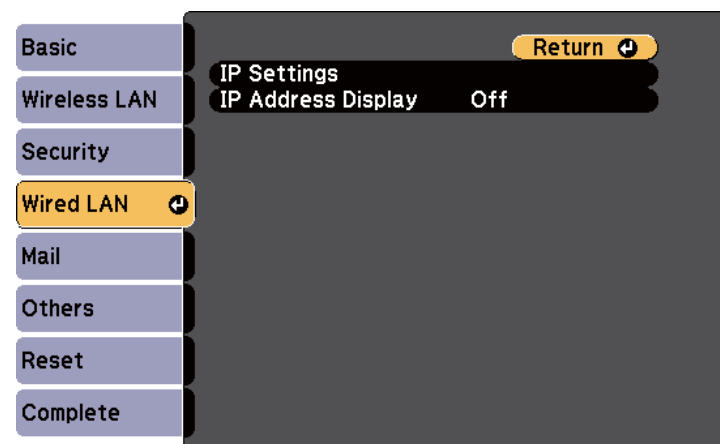 Basic
Wireless LAN
Security
Wired LAN
Mail
Others
Reset
Complete
Return
IP Settings
IP Address Display Off